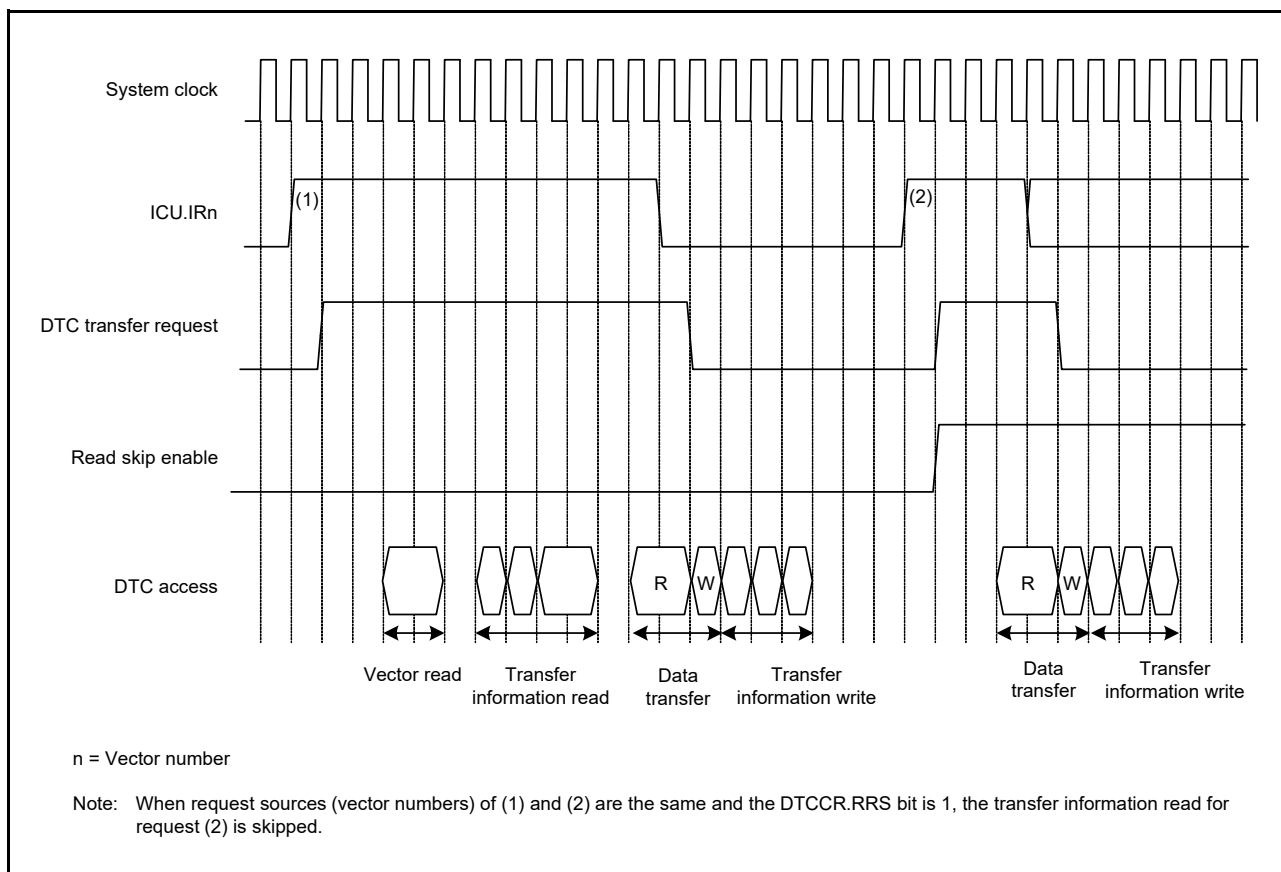 System clock
ICU.IRn
(1)
(2)
DTC transfer request
Read skip enable
DTC access
R
W
R
W
Vector read
Transfer
information read
Data
transfer
Transfer
information write
Data
transfer
Transfer
information write
n = Vector number
Note: When request sources (vector numbers) of (1) and (2) are the same and the DTCCR.RRS bit is 1, the transfer information read for
request (2) is skipped.